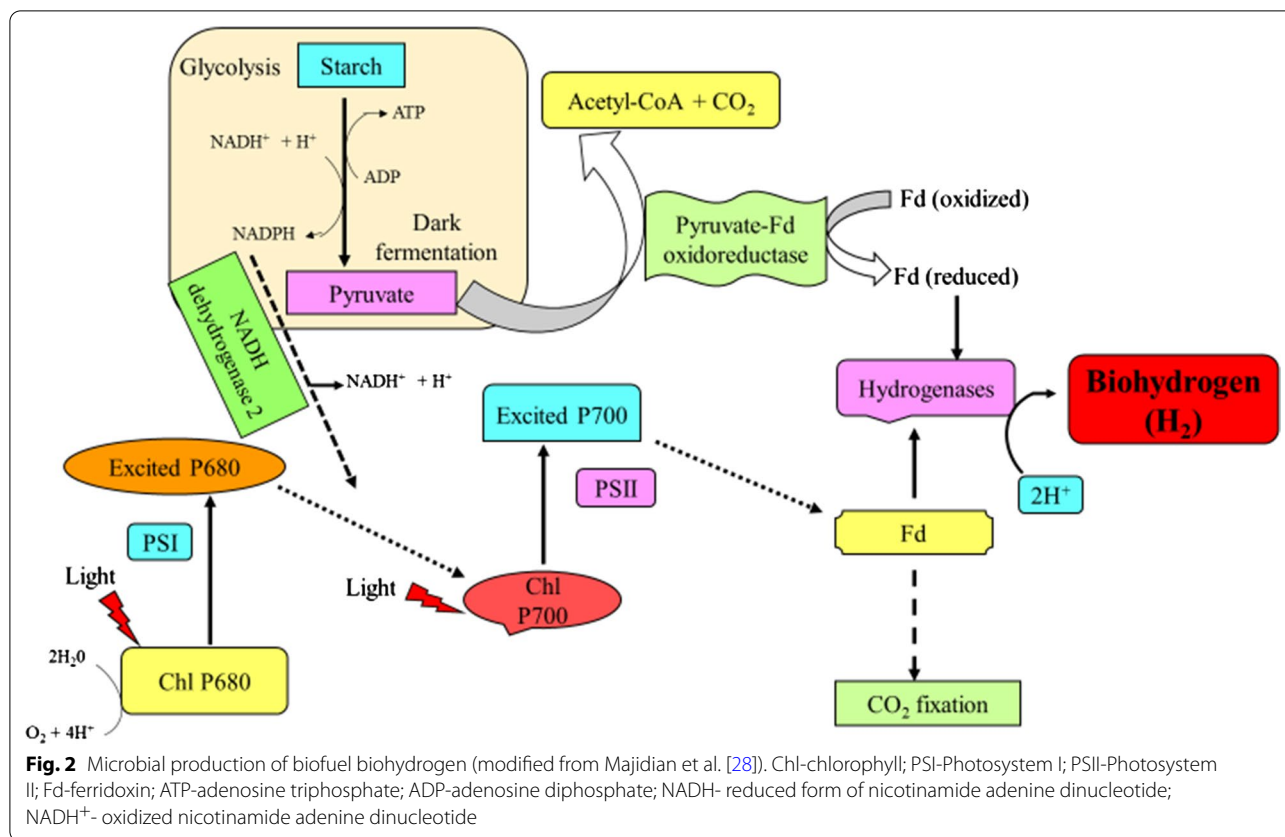 Glycolysis
Starch
ATP
NADH⁺ + H⁺
ADP
NADPH
Dark
fermentation
Pyruvate
Acetyl-CoA + CO₂
Pyruvate-Fd
oxidoreductase
Fd (oxidized)
Fd (reduced)
NADH
dehydrogenase 2
NADH⁺ + H⁺
Hydrogenases
Biohydrogen
(H₂)
2H⁺
Excited P700
PSII
Excited P680
PSI
Fd
Light
Light
Chl
P700
2H₂0
Chl P680
O₂ + 4H⁺
CO₂ fixation
Fig. 2 Microbial production of biofuel biohydrogen (modified from Majidian et al. [28]). Chl-chlorophyll; PSI-Photosystem I; PSII-Photosystem
II; Fd-ferridoxin; ATP-adenosine triphosphate; ADP-adenosine diphosphate; NADH- reduced form of nicotinamide adenine dinucleotide;
NADH⁺- oxidized nicotinamide adenine dinucleotide